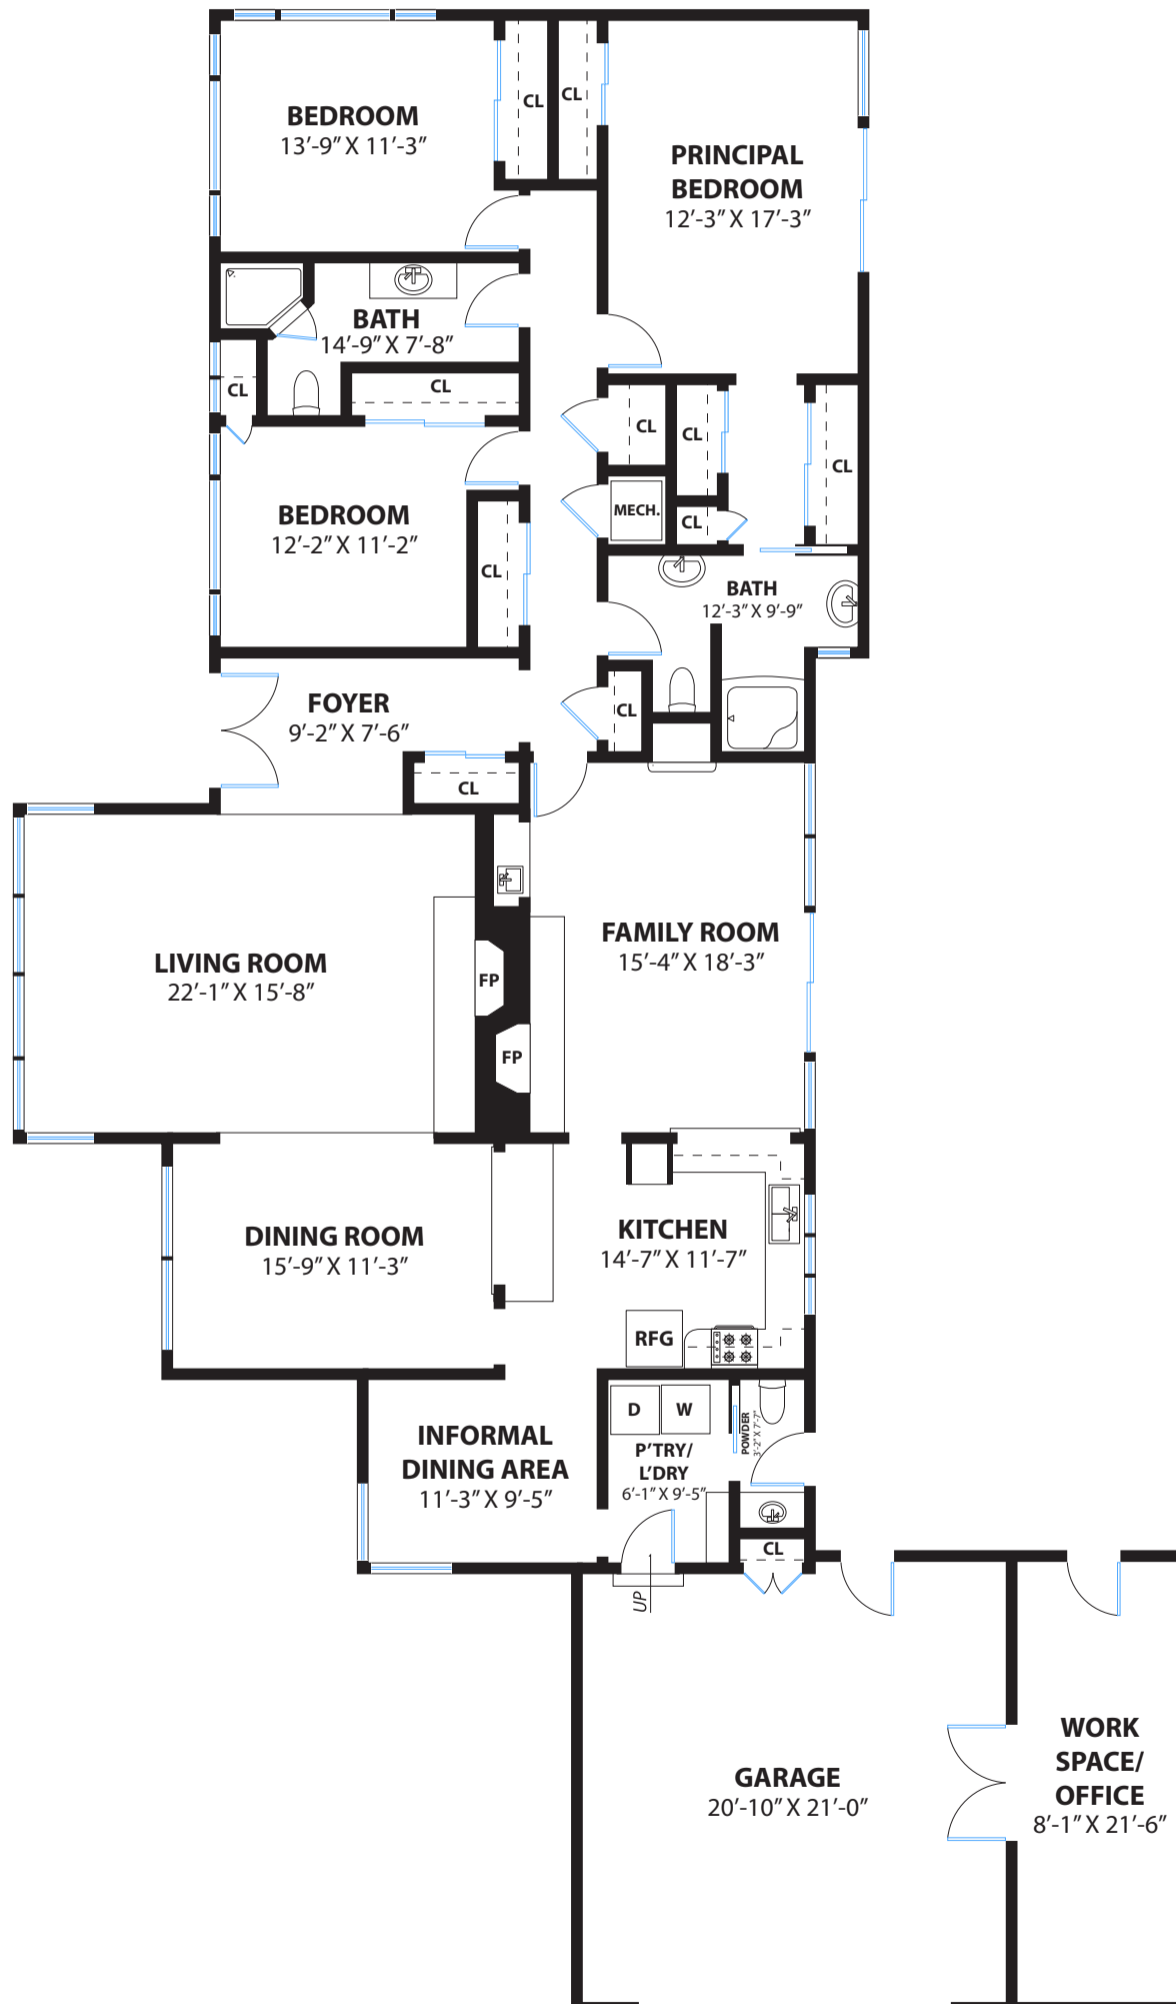 BEDROOM
13’-9” X 11’-3”
CL
CL
PRINCIPAL
BEDROOM
12’-3” X 17’-3”
BATH
14’-9” X 7’-8”
CL
CL
CL
CL
CL
BEDROOM
12’-2” X 11’-2”
CL
MECH.
CL
BATH
12’-3” X 9’-9”
FOYER
9’-2” X 7’-6”
CL
CL
LIVING ROOM
22’-1” X 15’-8”
FP
FP
FAMILY ROOM
15’-4” X 18’-3”
DINING ROOM
15’-9” X 11’-3”
KITCHEN
14’-7” X 11’-7”
RFG
INFORMAL
DINING AREA
11’-3” X 9’-5”
D
W
P’TRY/
L’DRY
6’-1” X 9’-5”
POWDER
3’-2” X 7’-7”
CL
UP
GARAGE
20’-10” X 21’-0”
WORK
SPACE/
OFFICE
8’-1” X 21’-6”